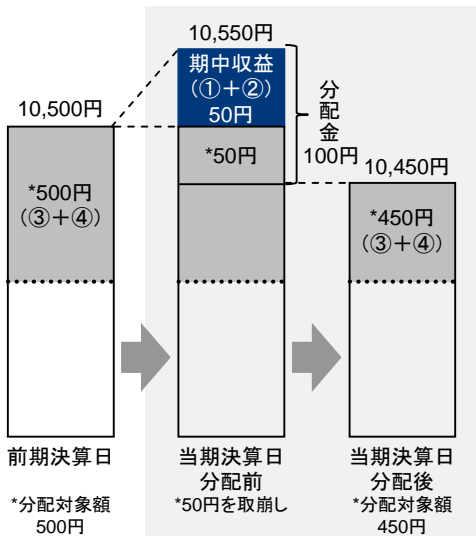 10,550円
期中収益
(①+②)
50円
分配金
100円
10,500円
*500円
(③+④)
*50円
10,450円
*450円
(③+④)
前期決算日
*分配対象額
500円
当期決算日
分配前
*50円を取崩し
当期決算日
分配後
*分配対象額
450円